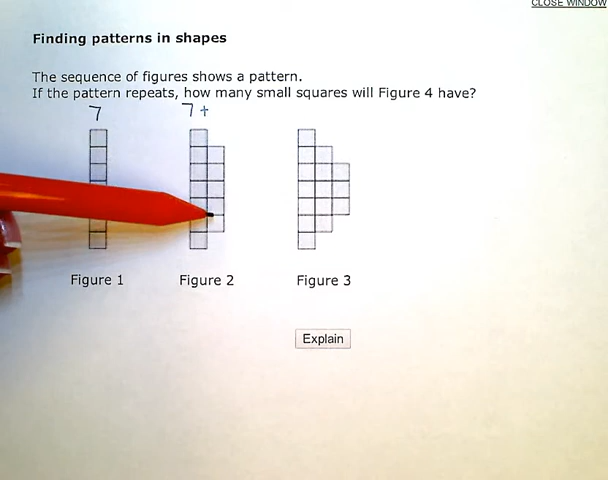 CLOSE WINDOW
Finding patterns in shapes
The sequence of figures shows a pattern.
If the pattern repeats, how many small squares will Figure 4 have?
7 7 +
Figure 1 Figure 2 Figure 3
Explain